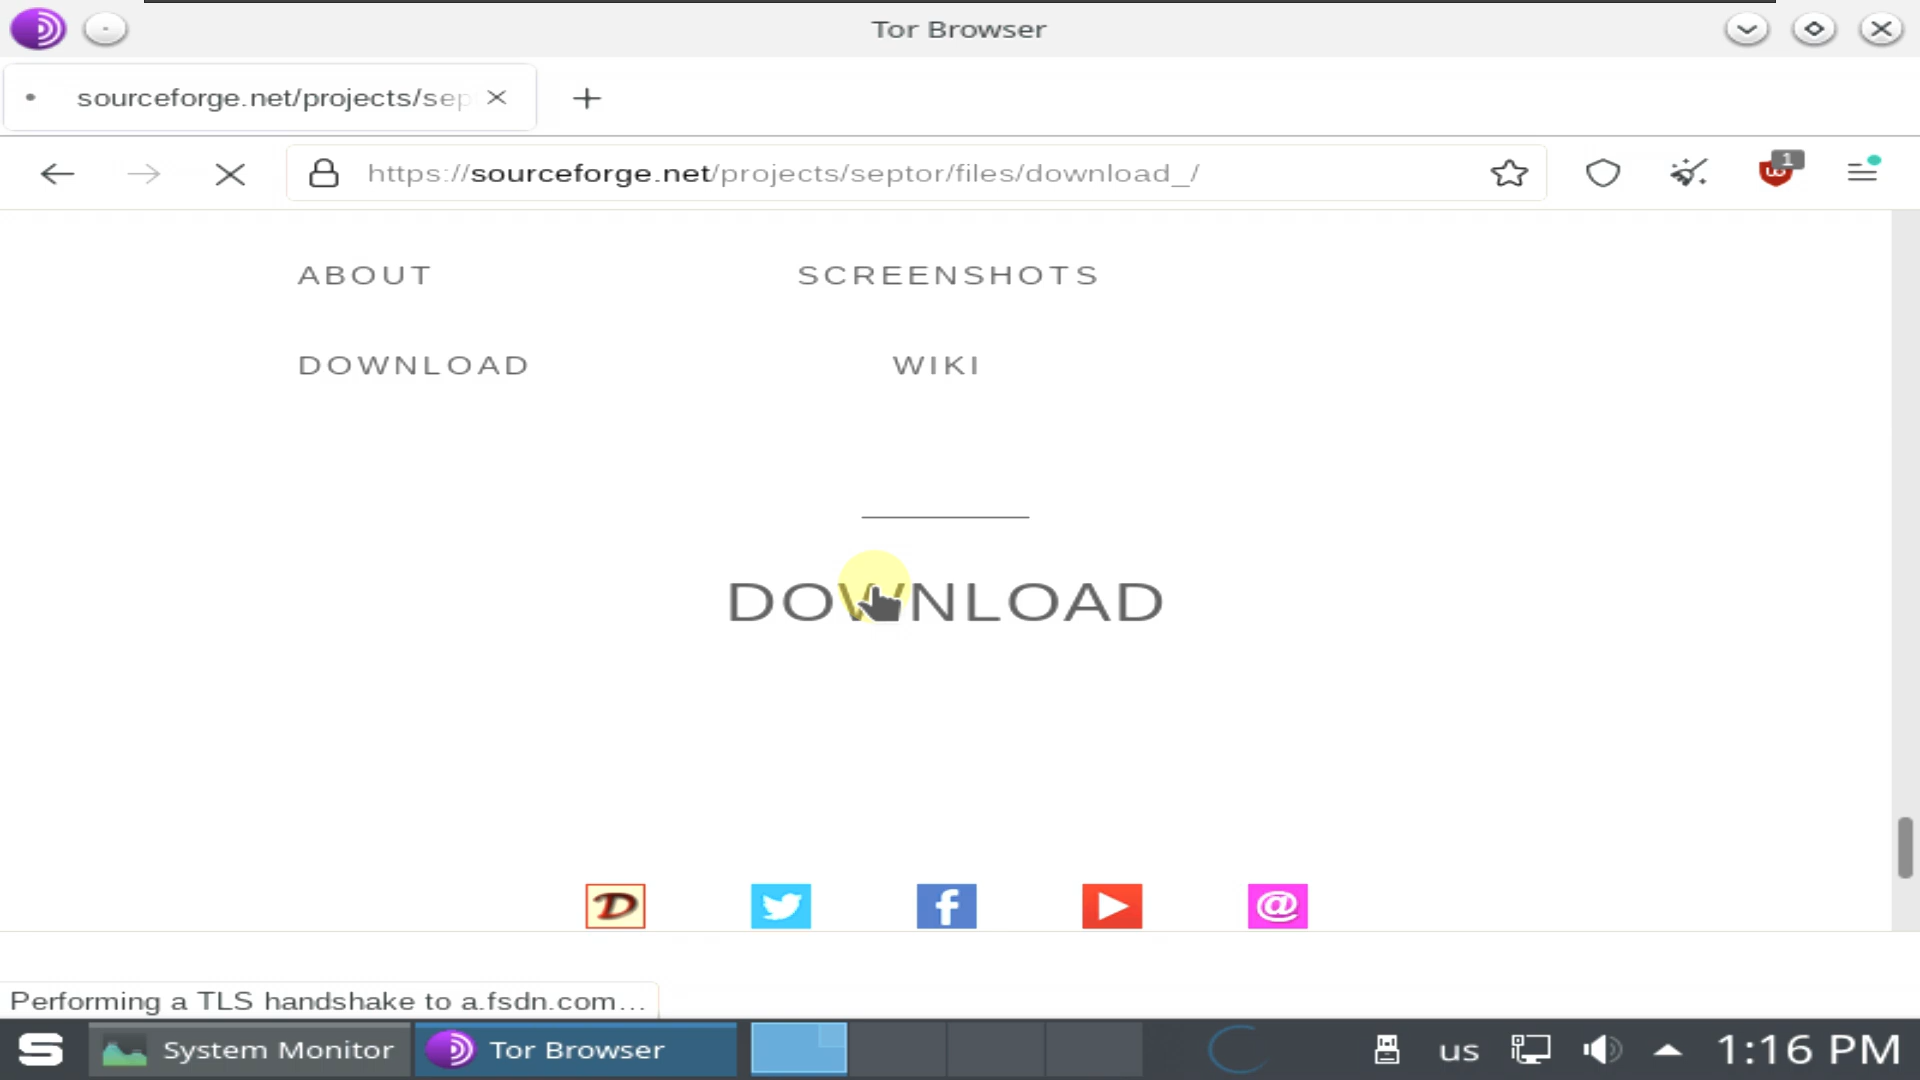 Tor Browser
sourceforge.net/projects/sep
https://sourceforge.net/projects/septor/files/download_/
1
ABOUT
SCREENSHOTS
DOWNLOAD
WIKI
DOWNLOAD
D
f
@
Performing a TLS handshake to a.fsdn.com...
S
System Monitor
Tor Browser
us
1:16 PM